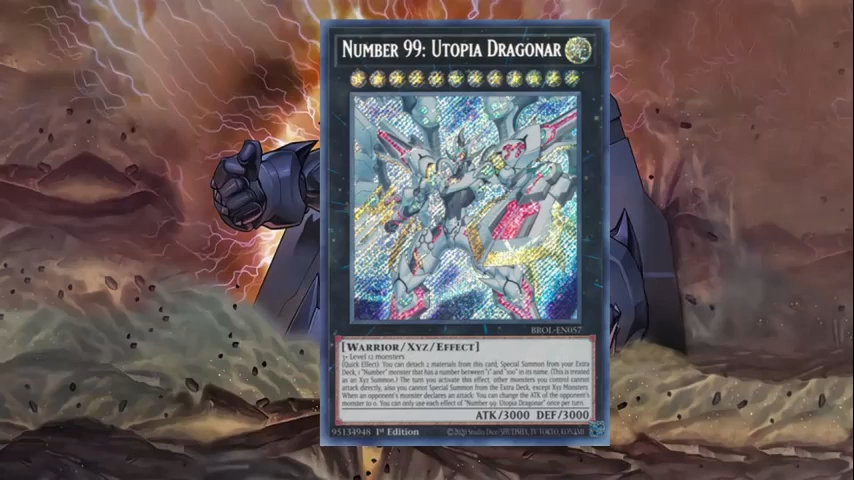 NUMBER 99: UTOPIA DRAGONAR
BROL-EN057
[WARRIOR/XYZ/EFFECT]
3+ Level 12 monsters
(Quick Effect): You can detach 2 materials from this card; Special Summon from your Extra
Deck, 1 "Number" monster that has a number between "1" and "100" in its name. (This is treated
as an Xyz Summon.) The turn you activate this effect, other monsters you control cannot
attack directly, also you cannot Special Summon from the Extra Deck, except Xyz Monsters.
When an opponent's monster declares an attack: You can change the ATK of the opponent's
monster to 0. You can only use each effect of "Number 99: Utopia Dragonar" once per turn.
ATK/3000 DEF/3000
95134948 1st Edition